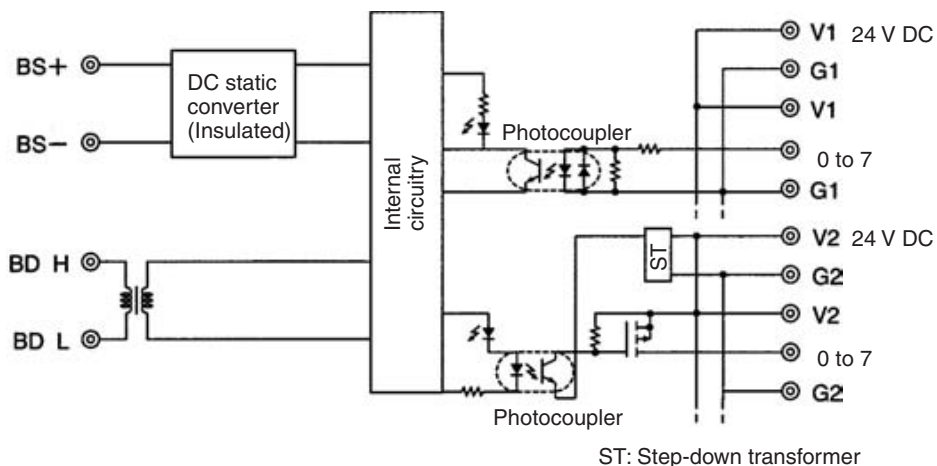 BS+
BS−
DC static
converter
(Insulated)
BD H
BD L
Internal
circuitry
Photocoupler
V1 24 V DC
G1
V1
0 to 7
G1
ST
V2 24 V DC
G2
V2
0 to 7
G2
Photocoupler
ST: Step-down transformer